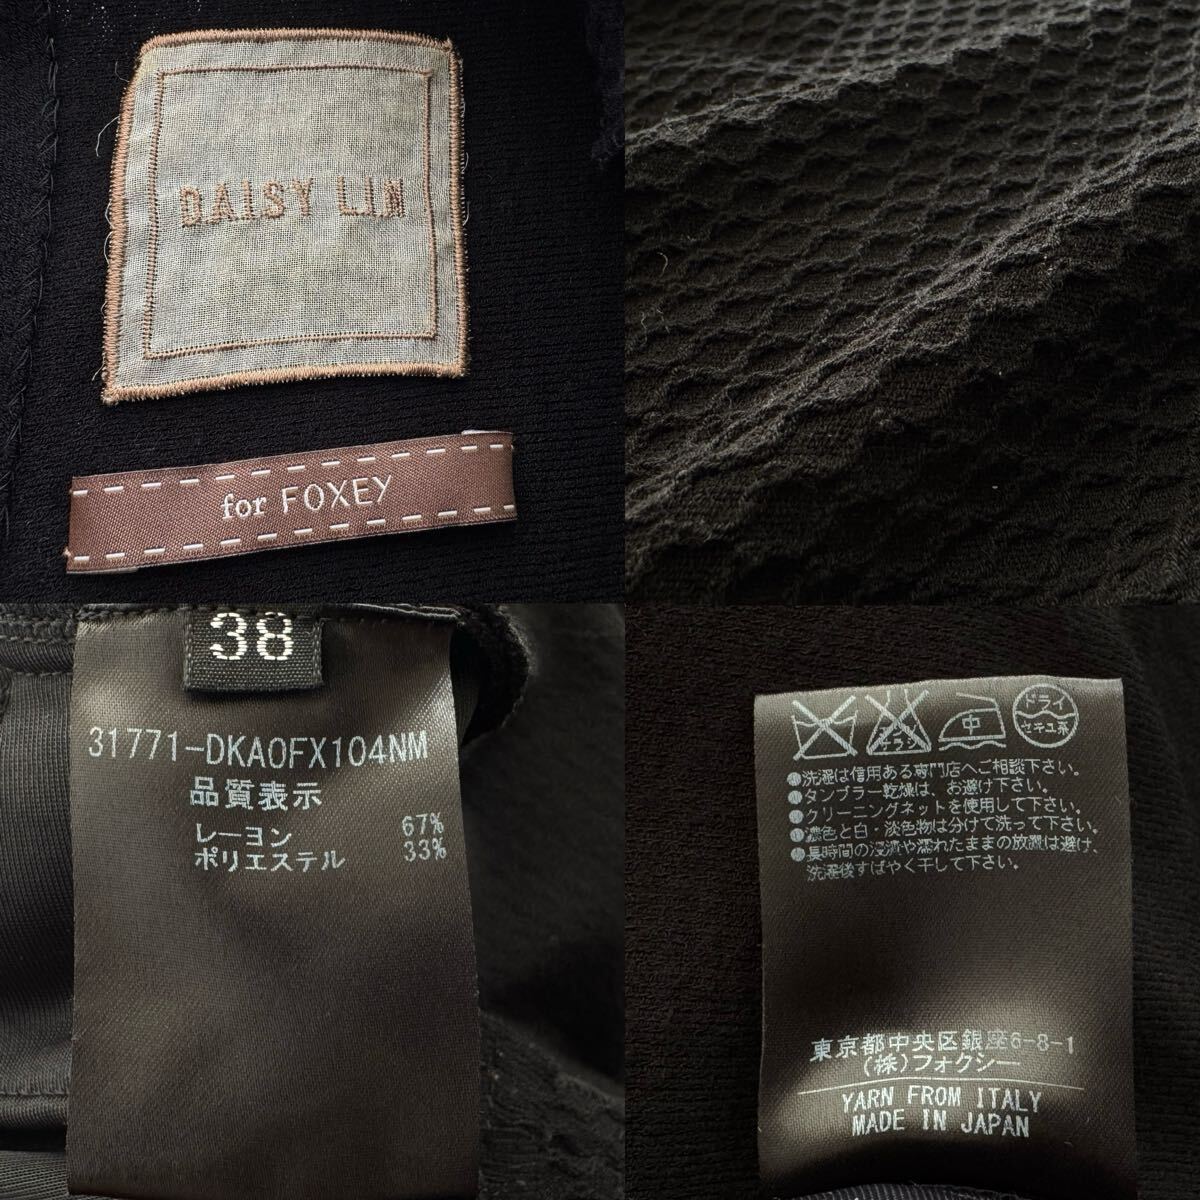 DAISY LIN
for FOXEY
38
31771-DKA0FX104NM
品質表示
レーヨン 67%
ポリエステル 33%
エンソ サラシ
中
ドライ
セキユ系
●洗濯は信用ある専門店へご相談下さい。
●タンブラー乾燥は、お避け下さい。
●クリーニングネットを使用して下さい。
●濃色と白・淡色物は分けて洗って下さい。
●長時間の浸漬や濡れたままの放置は避け、
洗濯後すばやく干して下さい。
東京都中央区銀座6-8-1
(株)フォクシー
YARN FROM ITALY
MADE IN JAPAN